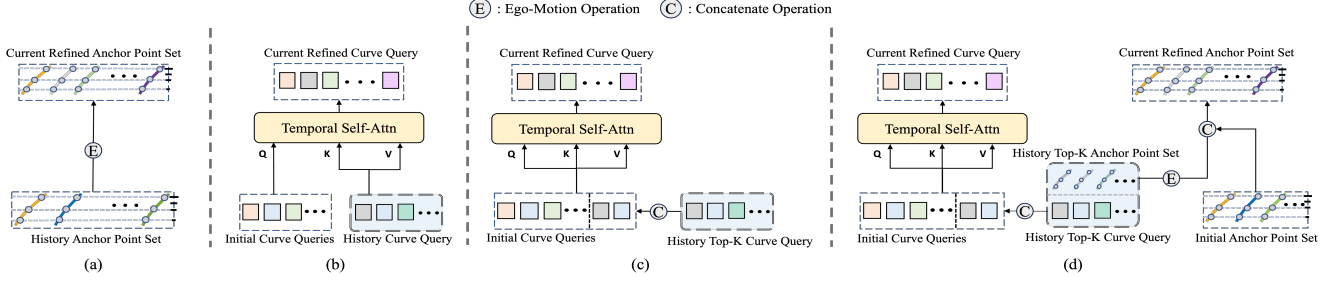 E : Ego-Motion Operation C : Concatenate Operation
Current Refined Anchor Point Set
E
History Anchor Point Set
(a)
Current Refined Curve Query
Temporal Self-Attn
Q K V
Initial Curve Queries History Curve Query
(b)
Current Refined Curve Query
Temporal Self-Attn
Q K V
C
Initial Curve Queries History Top-K Curve Query
(c)
Current Refined Curve Query Current Refined Anchor Point Set
Temporal Self-Attn
C
Q K V
History Top-K Anchor Point Set
E
C
Initial Curve Queries History Top-K Curve Query Initial Anchor Point Set
(d)